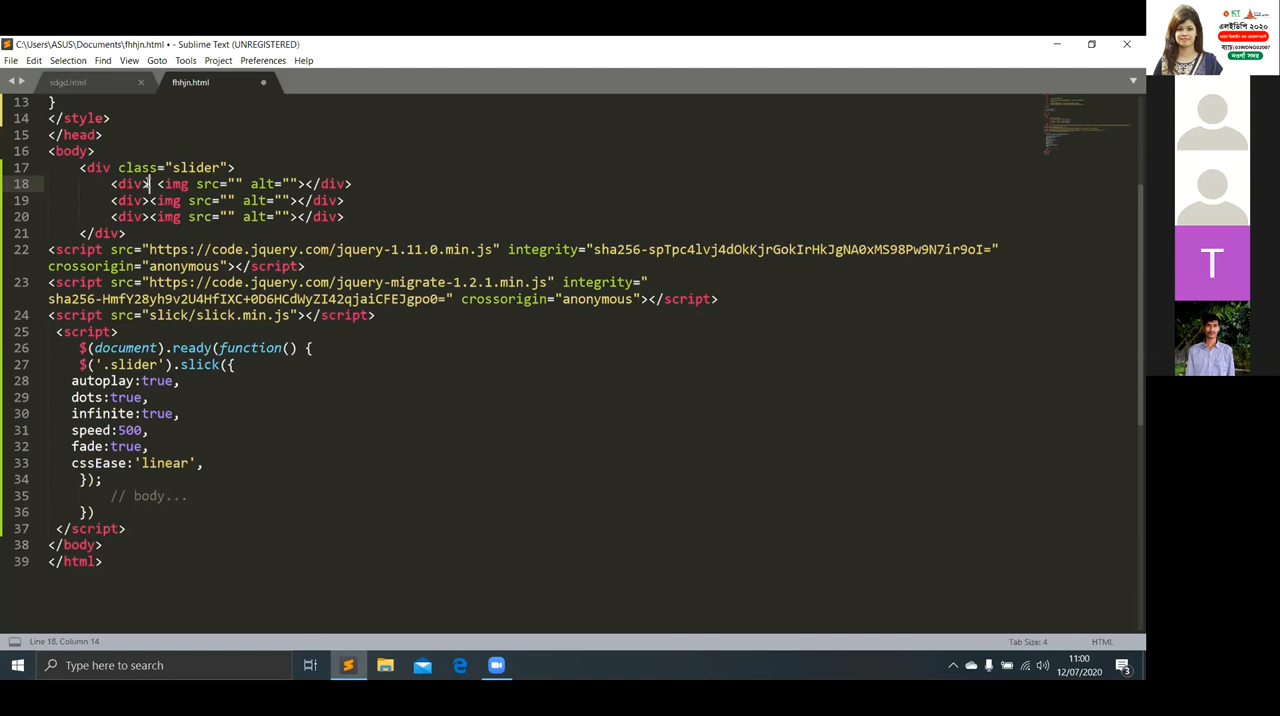 C:\Users\ASUS\Documents\fhhjn.html • - Sublime Text (UNREGISTERED)
File Edit Selection Find View Goto Tools Project Preferences Help
sdgd.html
fhhjn.html
13 }
14 </style>
15 </head>
16 <body>
17 <div class="slider">
18 <div> <img src="" alt=""></div>
19 <div><img src="" alt=""></div>
20 <div><img src="" alt=""></div>
21 </div>
22 <script src="https://code.jquery.com/jquery-1.11.0.min.js" integrity="sha256-spTpc4lvj4dOkKjrGokIrHkJgNA0xMS98Pw9N7ir9oI="
crossorigin="anonymous"></script>
23 <script src="https://code.jquery.com/jquery-migrate-1.2.1.min.js" integrity="
sha256-HmfY28yh9v2U4HfIXC+0D6HCdWyZI42qjaiCFEJgpo0=" crossorigin="anonymous"></script>
24 <script src="slick/slick.min.js"></script>
25 <script>
26 $(document).ready(function() {
27 $('.slider').slick({
28 autoplay:true,
29 dots:true,
30 infinite:true,
31 speed:500,
32 fade:true,
33 cssEase:'linear',
34 });
35 // body...
36 })
37 </script>
38 </body>
39 </html>
Line 18, Column 14
Tab Size: 4
HTML
Type here to search
11:00
12/07/2020
3
ICT
এলইডিপি ২০২০
ব্যাচ: 03WDNG02007
নওগাঁ সদর
T